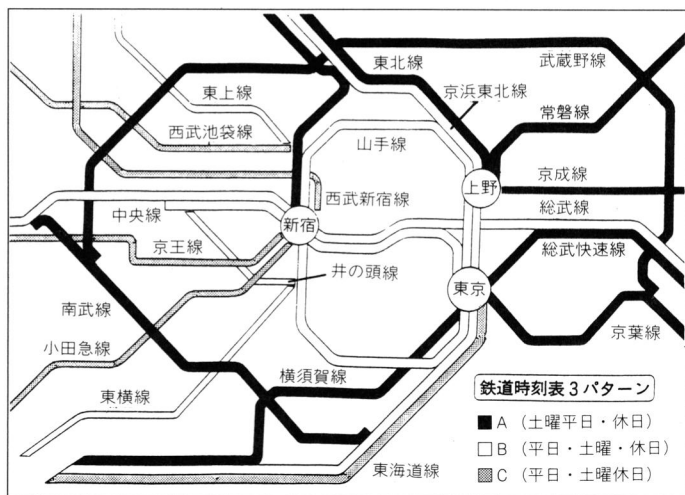 東北線
武蔵野線
東上線
京浜東北線
常磐線
西武池袋線
山手線
上野
京成線
西武新宿線
総武線
中央線
新宿
京王線
総武快速線
井の頭線
東京
南武線
京葉線
小田急線
横須賀線
東横線
東海道線
鉄道時刻表3パターン
A (土曜平日・休日)
B (平日・土曜・休日)
C (平日・土曜休日)